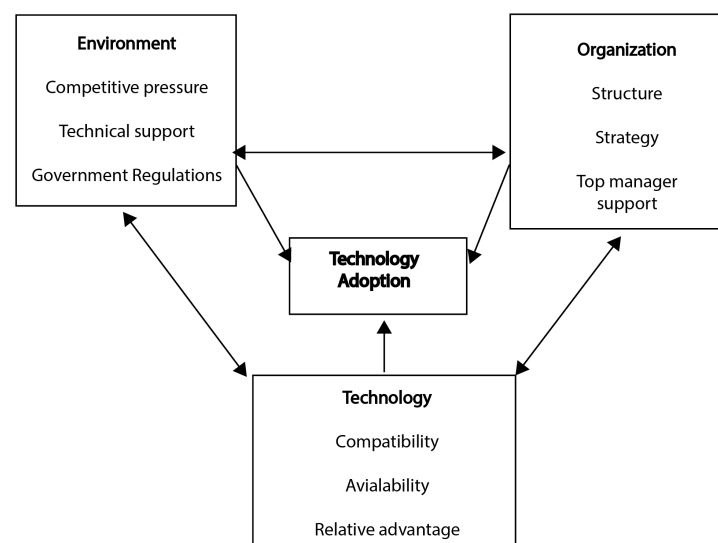 Environment
Competitive pressure
Technical support
Government Regulations
Organization
Structure
Strategy
Top manager
support
Technology
Adoption
Technology
Compatibility
Avialability
Relative advantage